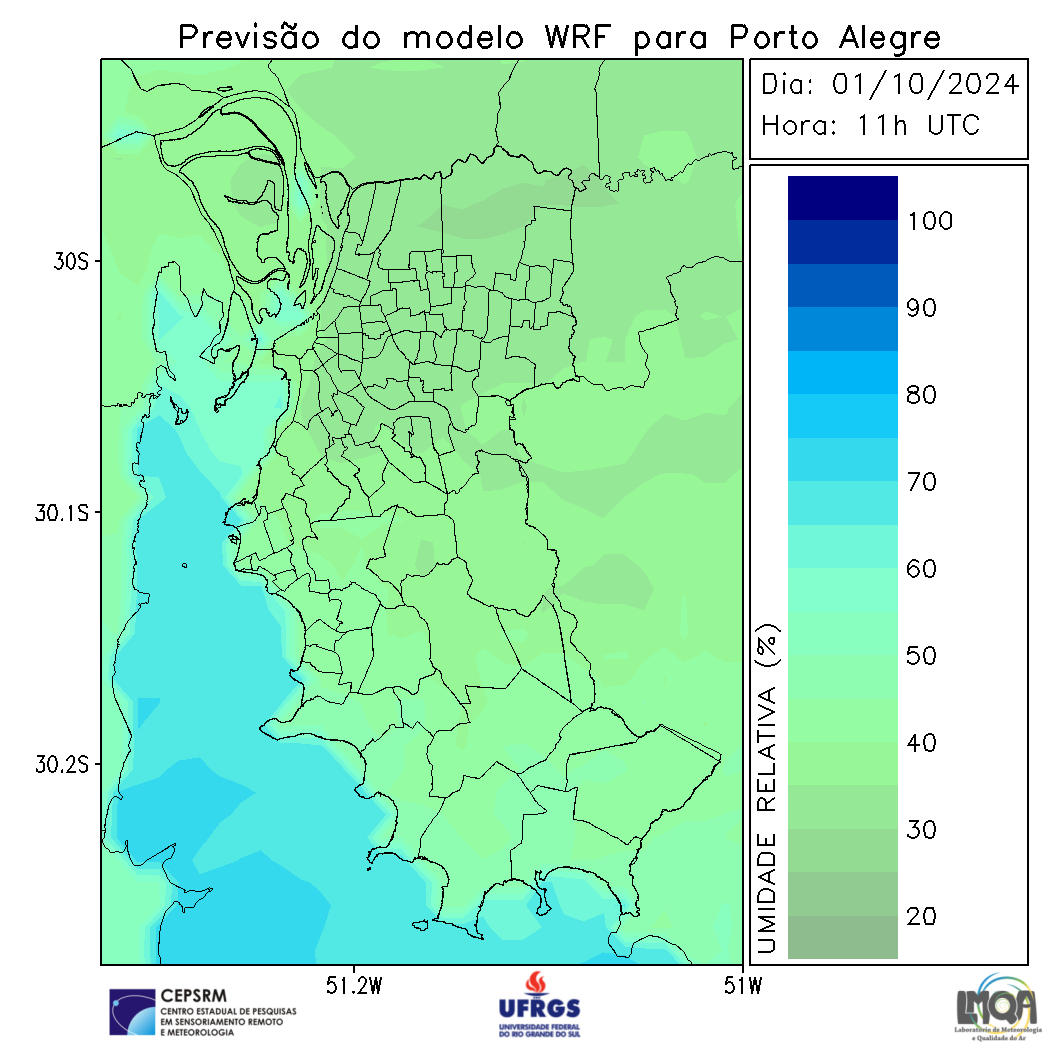 Previsão do modelo WRF para Porto Alegre
Dia: 01/10/2024
Hora: 11h UTC
30S
30.1S
30.2S
51.2W
51W
100
90
80
70
60
50
40
30
20
UMIDADE RELATIVA (%)
CEPSRM
CENTRO ESTADUAL DE PESQUISAS
EM SENSORIAMENTO REMOTO
E METEOROLOGIA
UFRGS
UNIVERSIDADE FEDERAL
DO RIO GRANDE DO SUL
LMQA
Laboratório de Meteorologia
e Qualidade do Ar